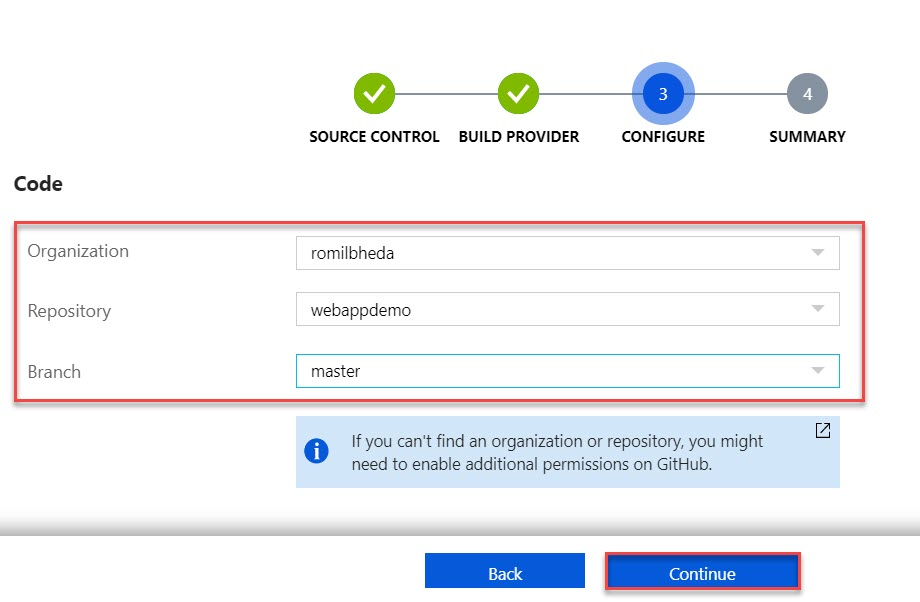 3
4
SOURCE CONTROL
BUILD PROVIDER
CONFIGURE
SUMMARY
Code
Organization
romilbheda
Repository
webappdemo
Branch
master
If you can't find an organization or repository, you might
need to enable additional permissions on GitHub.
Back
Continue